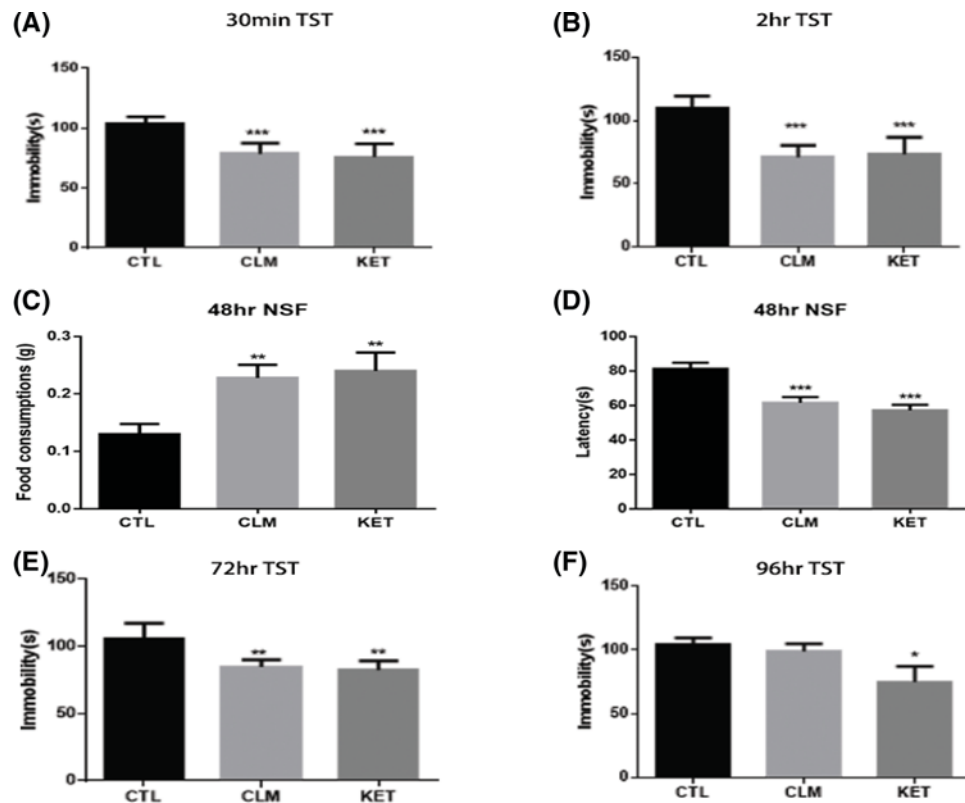 (A)
30min TST
Immobility(s)
150
100
50
0
***
***
CTL CLM KET
(B)
2hr TST
Immobility(s)
150
100
50
0
***
***
CTL CLM KET
(C)
48hr NSF
Food consumptions (g)
0.3
0.2
0.1
0.0
**
**
CTL CLM KET
(D)
48hr NSF
Latency(s)
100
80
60
40
20
0
***
***
CTL CLM KET
(E)
72hr TST
Immobility(s)
150
100
50
0
**
**
CTL CLM KET
(F)
96hr TST
Immobility(s)
150
100
50
0
*
CTL CLM KET